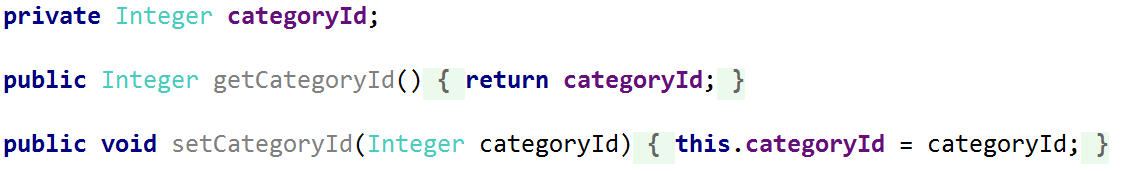 private Integer categoryId;
public Integer getCategoryId() { return categoryId; }
public void setCategoryId(Integer categoryId) { this.categoryId = categoryId; }